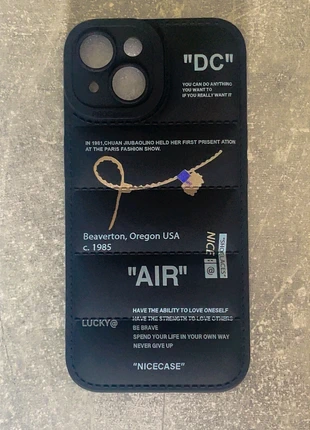 "DC"
YOU CAN DO ANYTHING
YOU WANT TO
IF YOU REALLY WANT IT
IN 1981,CHUAN JIUBAOLING HELD HER FIRST PRISENT ATION
AT THE PARIS FASHION SHOW.
Beaverton, Oregon USA
c. 1985
NICE
@
"AIR"
HAVE THE ABILITY TO LOVE ONESELF
HAVE THE STRENGTH TO LOVE OTHERS
LUCKY@
BE BRAVE
SPEND YOUR LIFE IN YOUR OWN WAY
NEVER GIVE UP
"NICECASE"